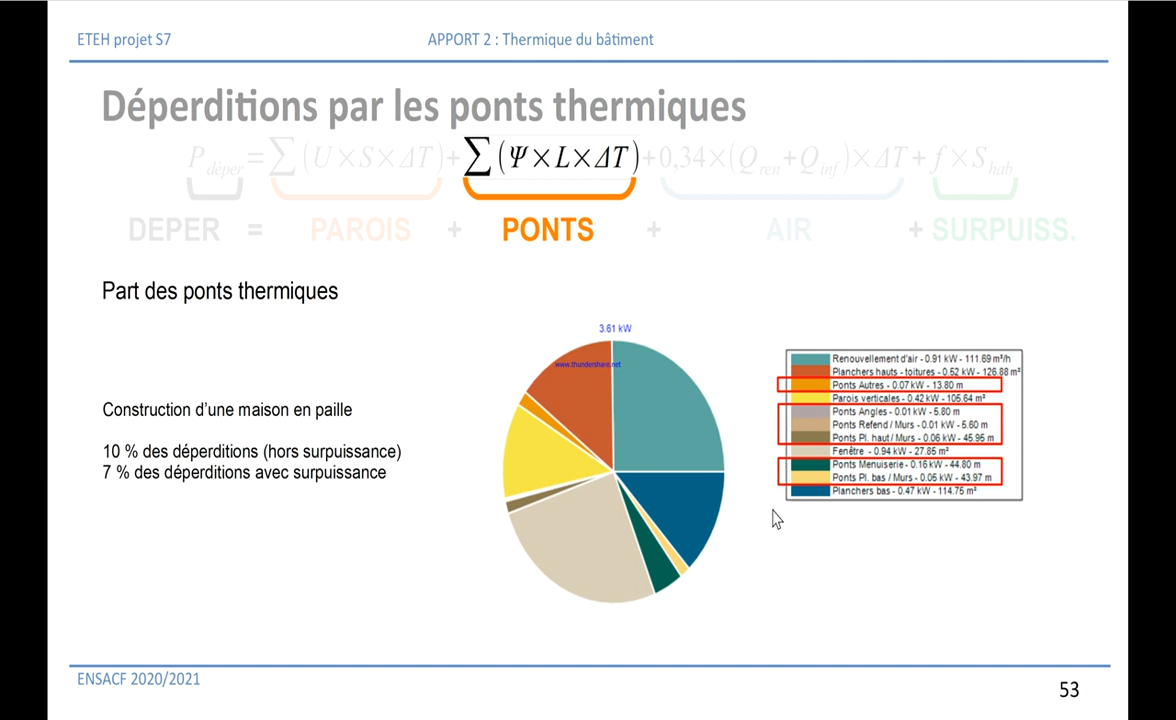 ETEH projet S7
APPORT 2 : Thermique du bâtiment
Déperditions par les ponts thermiques
P déper = ∑ ( U × S × ΔT ) + ∑ ( Ψ × L × ΔT ) + 0,34 × ( Q ren + Q inf ) × ΔT + f × S hab
DEPER = PAROIS + PONTS + AIR + SURPUISS.
Part des ponts thermiques
3.61 kW
www.thundershare.net
Renouvellement d'air - 0.91 kW - 111.69 m³/h
Planchers hauts - toitures - 0.52 kW - 126.88 m²
Ponts Autres - 0.07 kW - 13.80 m
Parois verticales - 0.42 kW - 105.64 m²
Ponts Angles - 0.01 kW - 5.80 m
Ponts Refend / Murs - 0.01 kW - 5.60 m
Ponts Pl. haut / Murs - 0.06 kW - 45.95 m
Fenêtre - 0.94 kW - 27.85 m²
Ponts Menuiserie - 0.16 kW - 44.80 m
Ponts Pl. bas / Murs - 0.05 kW - 43.97 m
Planchers bas - 0.47 kW - 114.75 m²
Construction d'une maison en paille
10 % des déperditions (hors surpuissance)
7 % des déperditions avec surpuissance
ENSACF 2020/2021
53